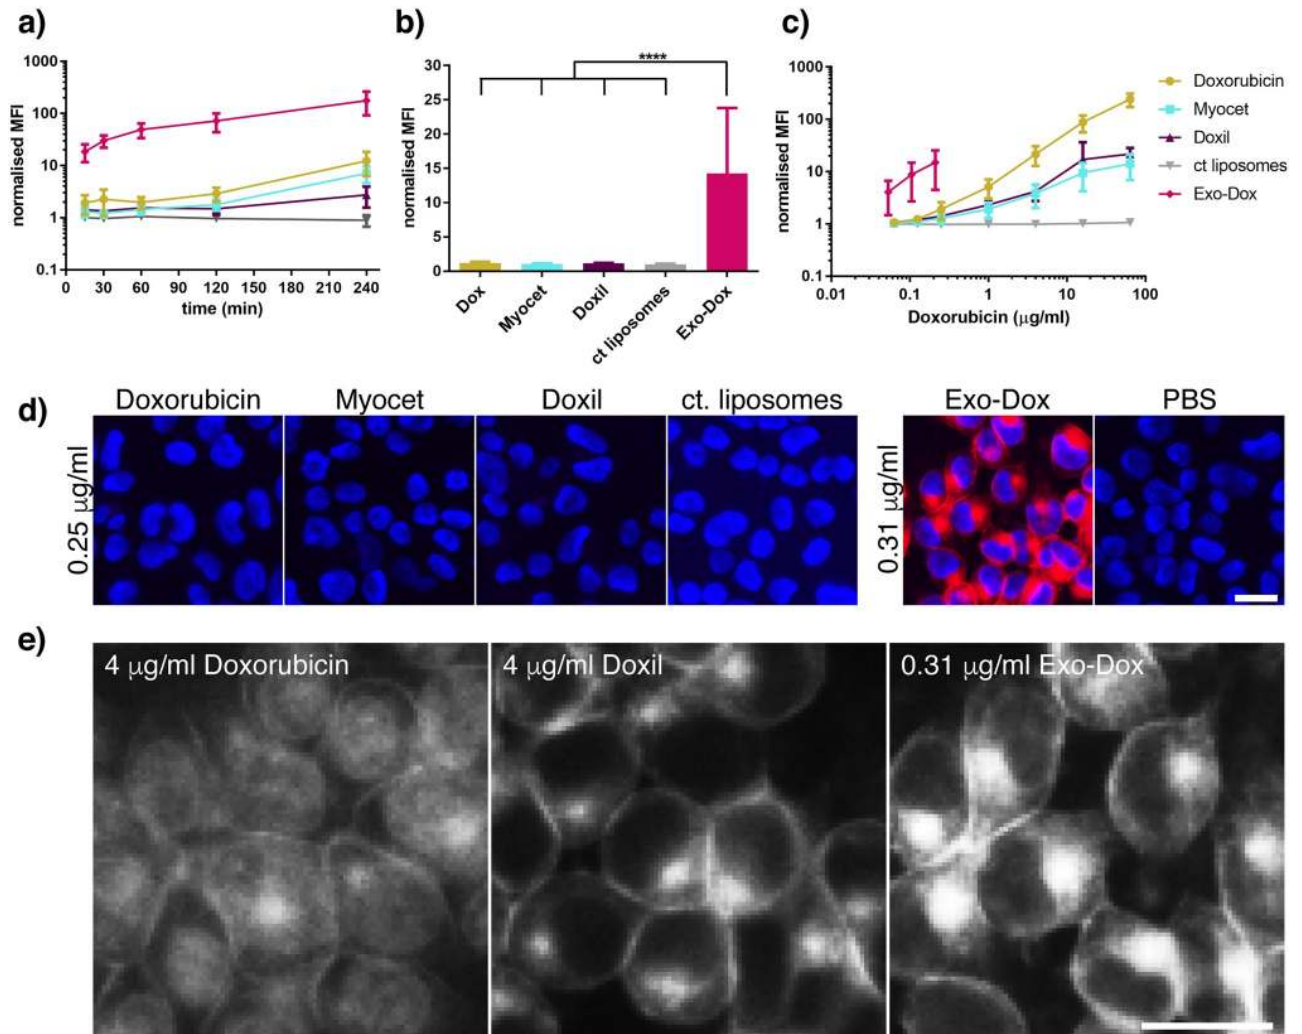 a)
normalised MFI
1000
100
10
1
0.1
0 30 60 90 120 150 180 210 240
time (min)
b)
normalised MFI
30
25
20
15
10
5
0
****
Dox
Myocet
Doxil
ct liposomes
Exo-Dox
c)
normalised MFI
1000
100
10
1
0.1
0.01 0.1 1 10 100
Doxorubicin (μg/ml)
Doxorubicin
Myocet
Doxil
ct liposomes
Exo-Dox
d)
Doxorubicin Myocet Doxil ct. liposomes Exo-Dox PBS
0.25 μg/ml
0.31 μg/ml
e)
4 μg/ml Doxorubicin
4 μg/ml Doxil
0.31 μg/ml Exo-Dox